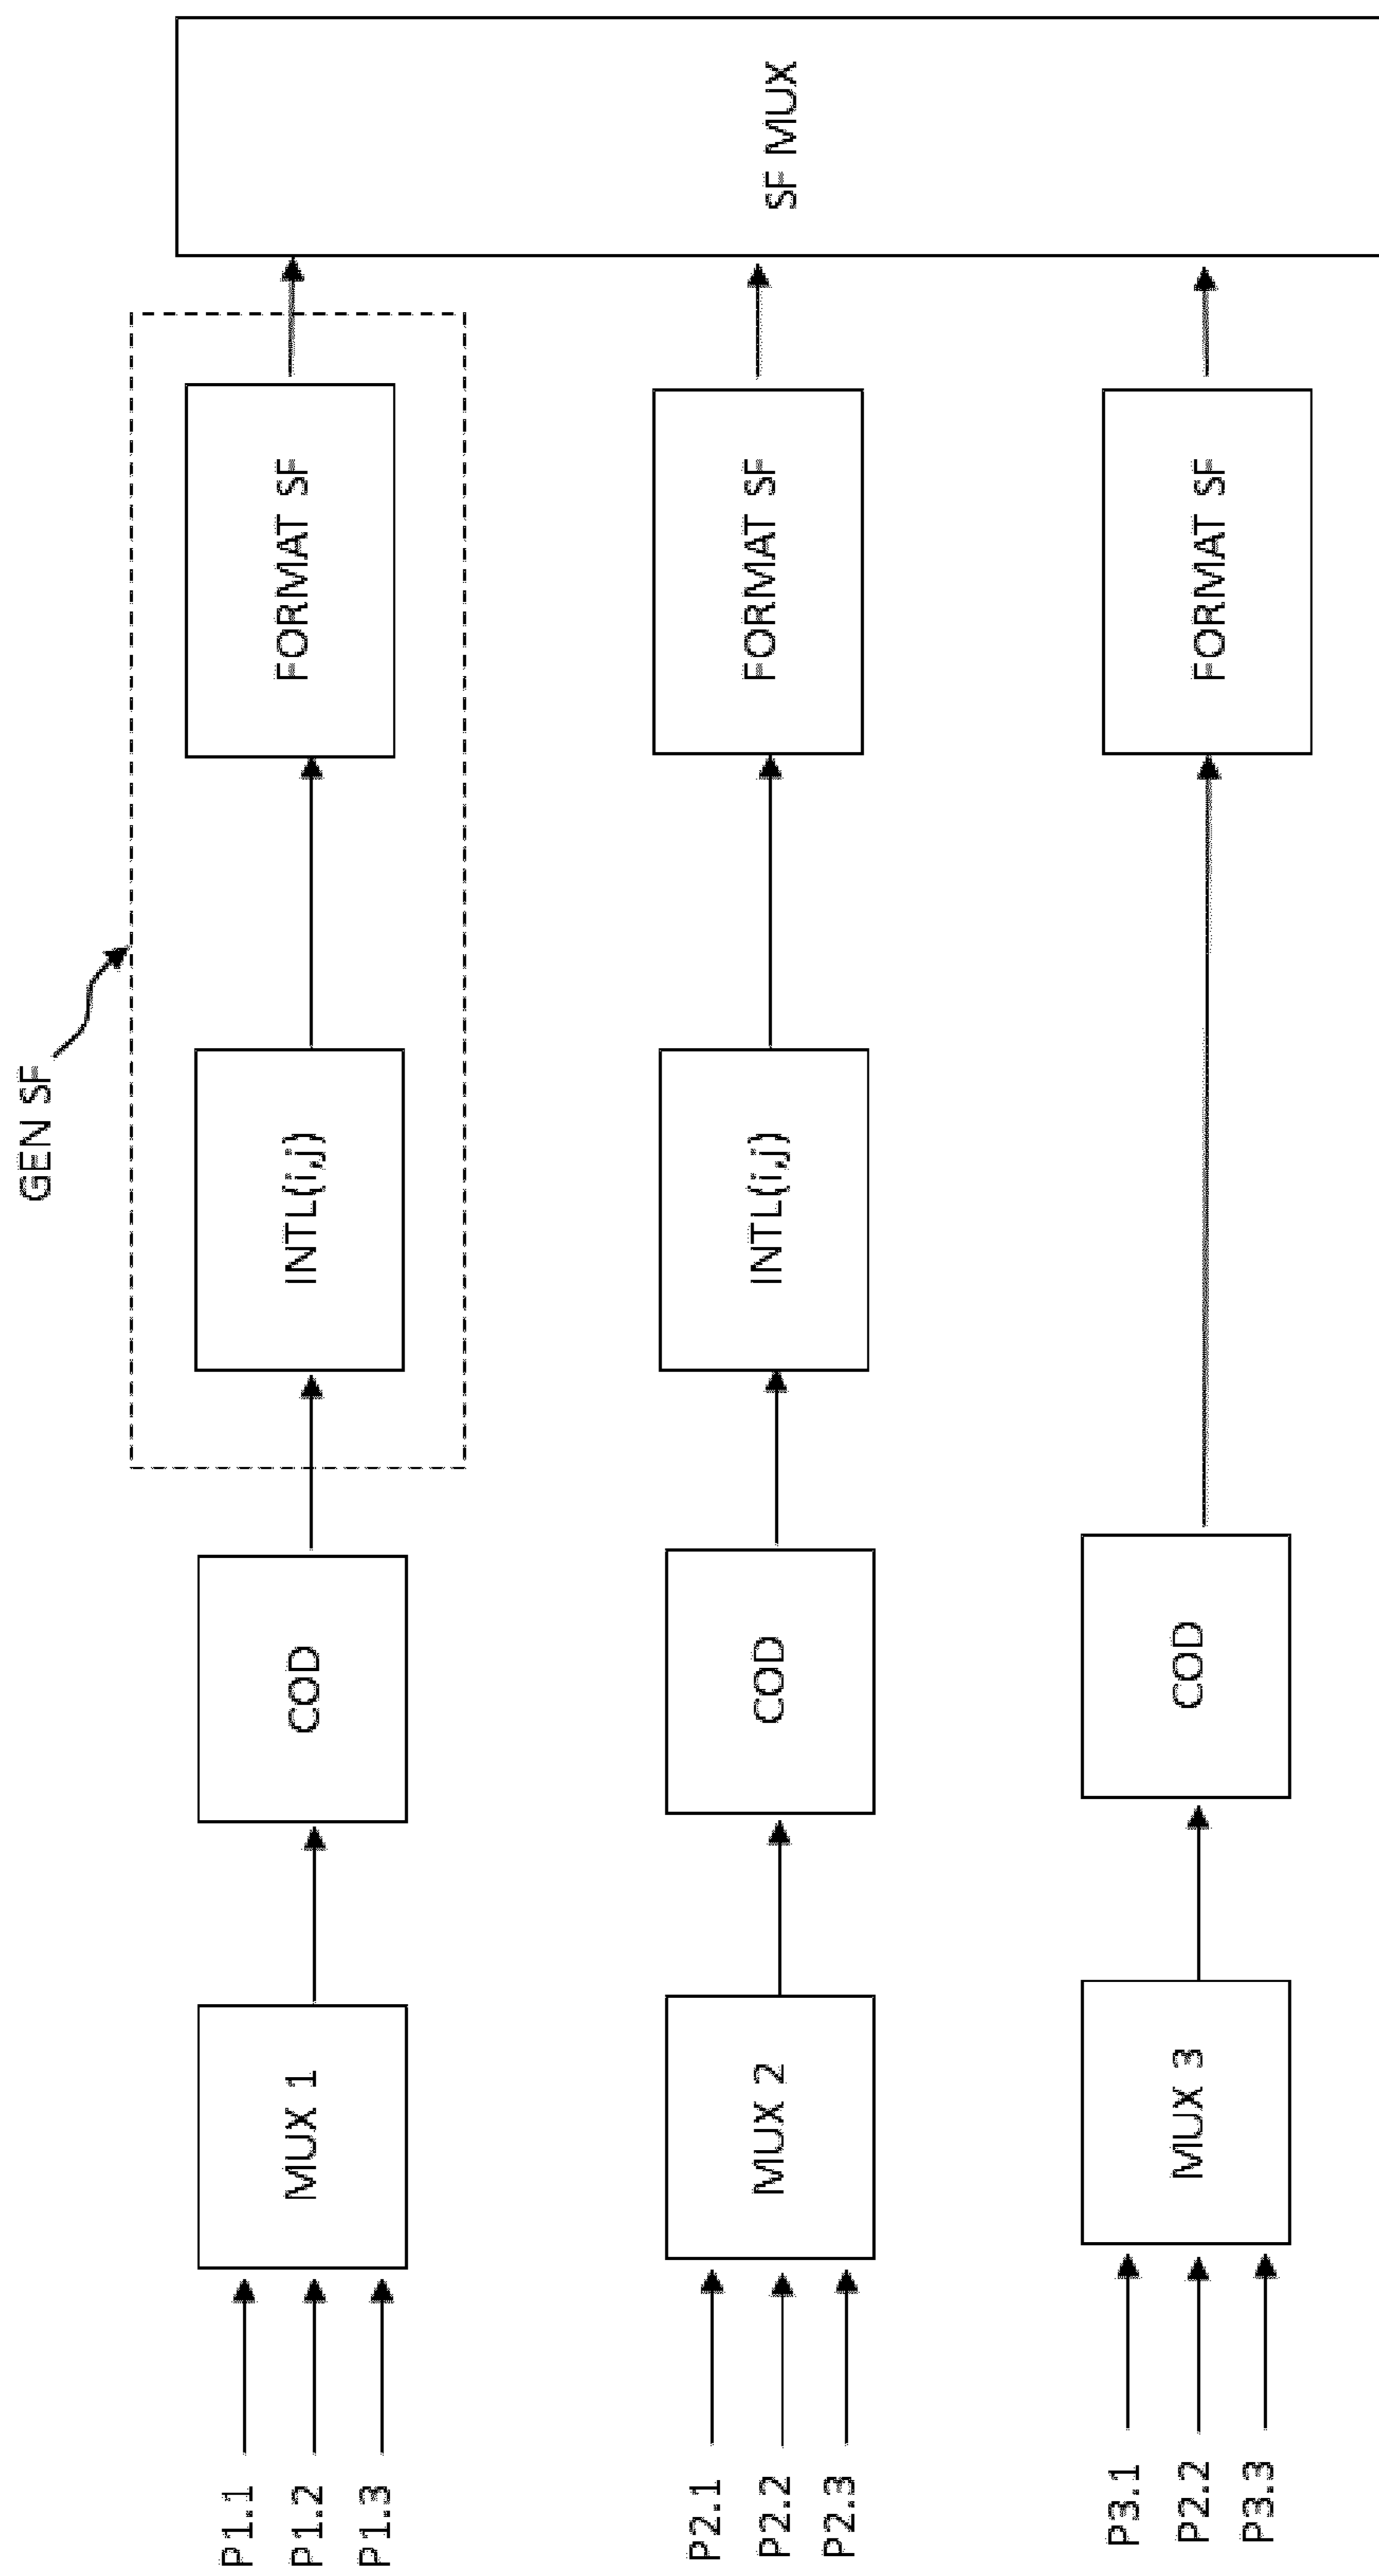 GEN SF
P1.1
P1.2
P1.3
MUX 1
COD
INTL(i,j)
FORMAT SF
P2.1
P2.2
P2.3
MUX 2
COD
INTL(i,j)
FORMAT SF
P3.1
P2.2
P3.3
MUX 3
COD
FORMAT SF
SF MUX